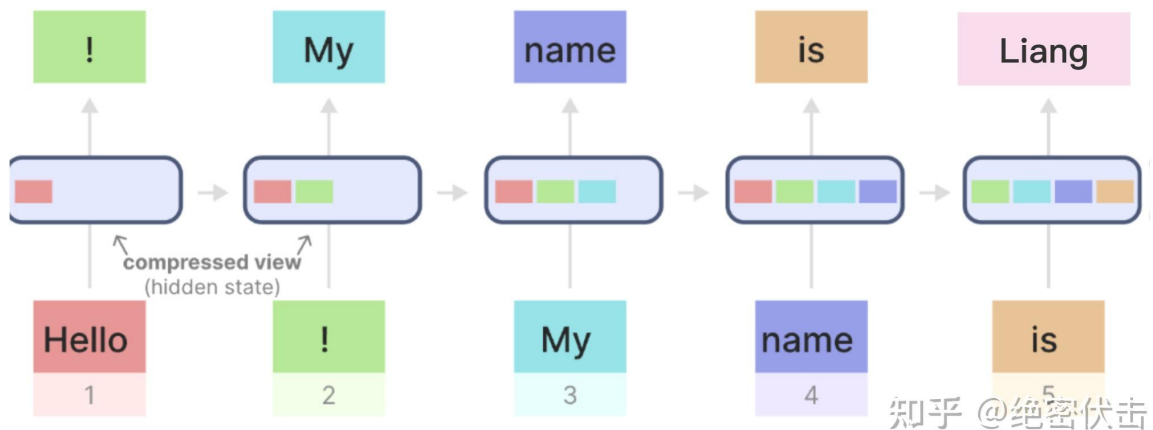 ! My name is Liang
compressed view
(hidden state)
Hello ! My name is
1 2 3 4 5
知乎 @绝密伏击